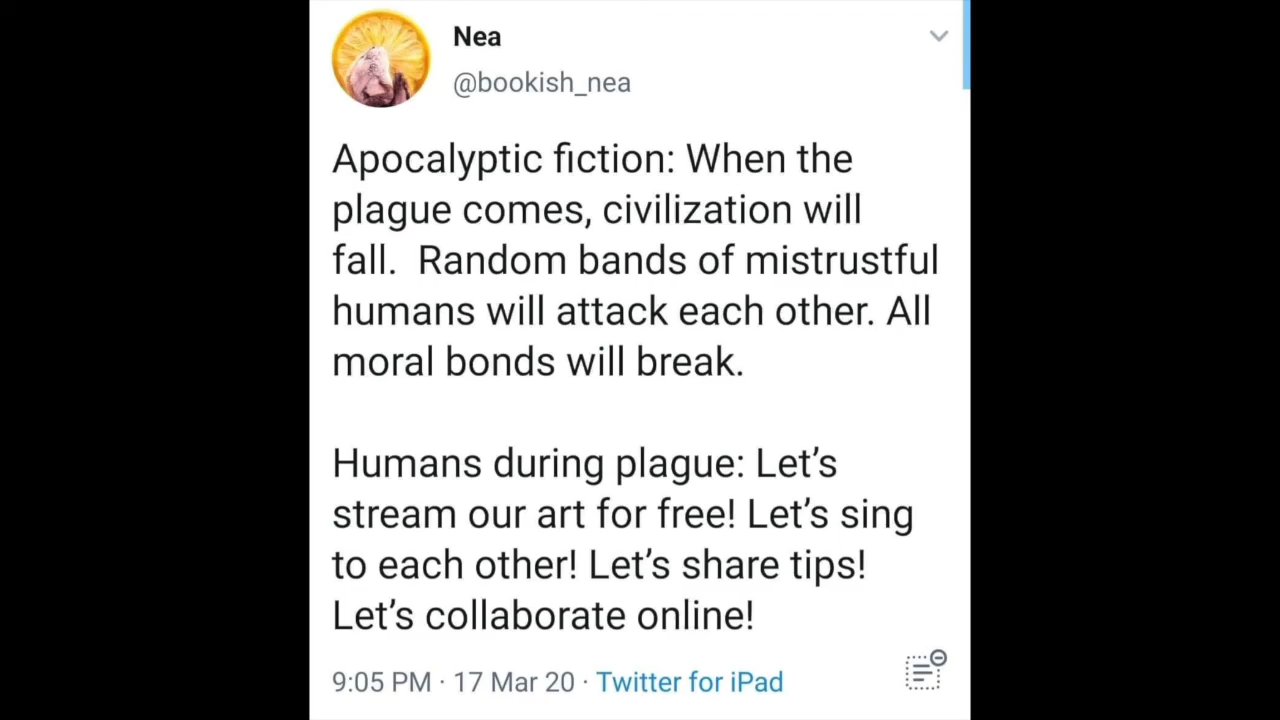 Nea
@bookish_nea
Apocalyptic fiction: When the
plague comes, civilization will
fall.  Random bands of mistrustful
humans will attack each other. All
moral bonds will break.
Humans during plague: Let’s
stream our art for free! Let’s sing
to each other! Let’s share tips!
Let’s collaborate online!
9:05 PM · 17 Mar 20 · Twitter for iPad